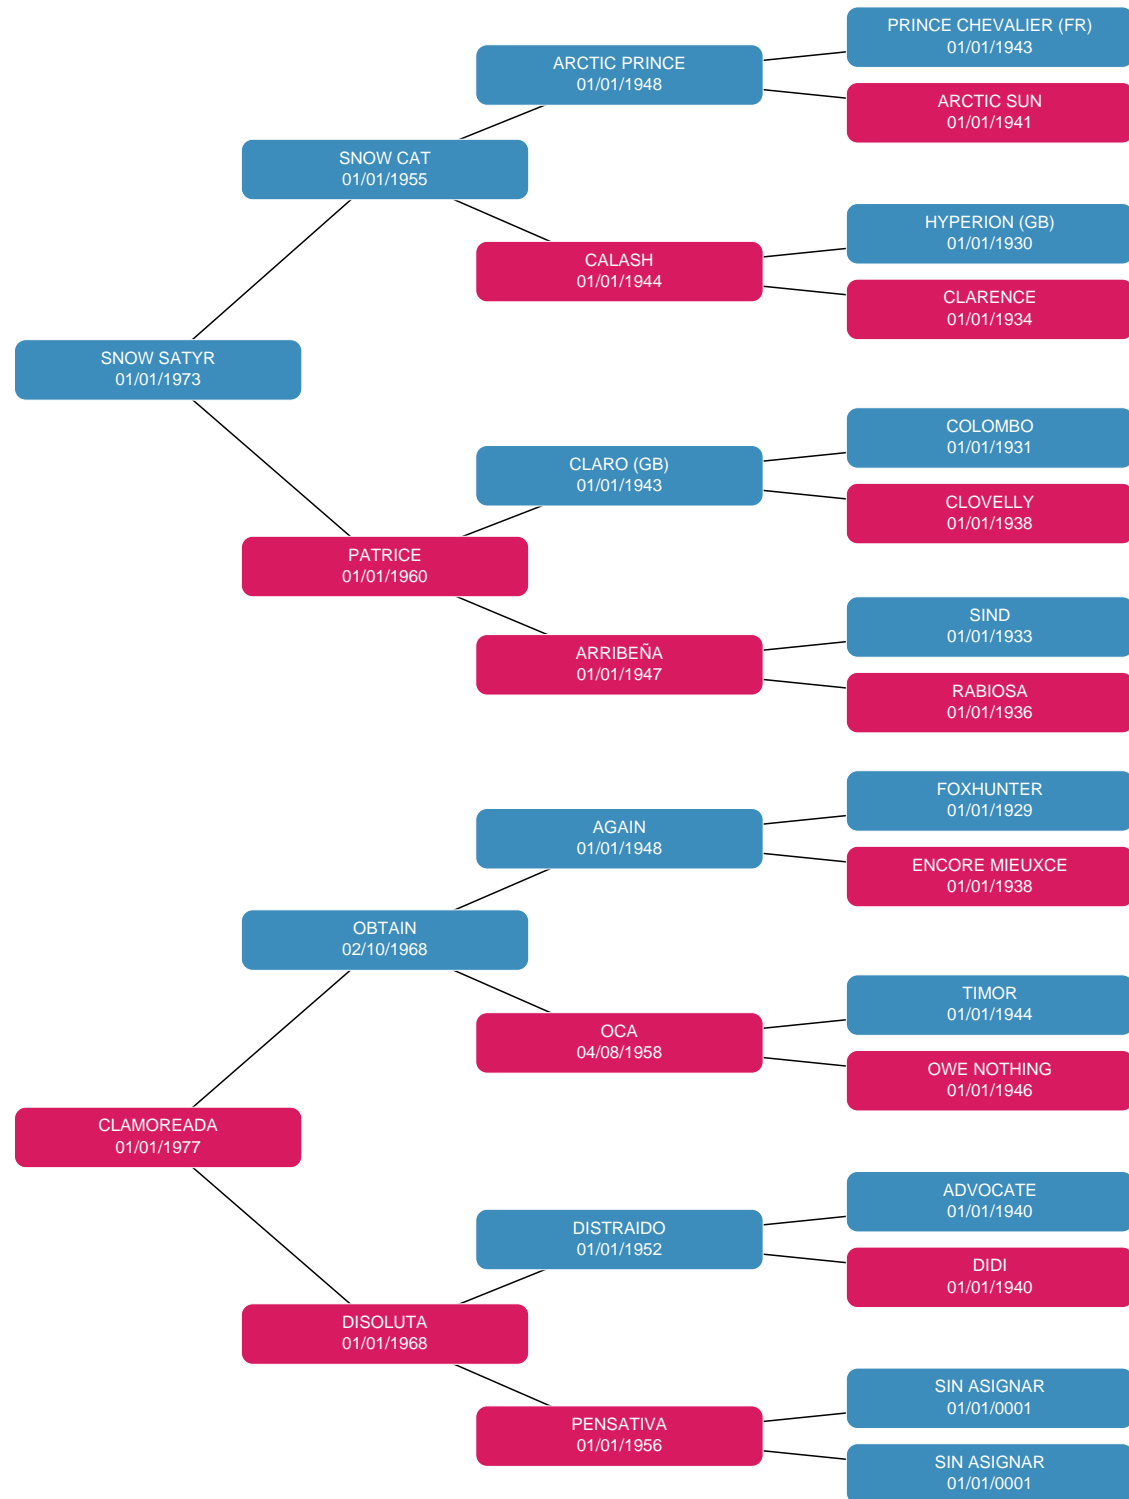 PRINCE CHEVALIER (FR)
01/01/1943
ARCTIC PRINCE
01/01/1948
ARCTIC SUN
01/01/1941
SNOW CAT
01/01/1955
HYPERION (GB)
01/01/1930
CALASH
01/01/1944
CLARENCE
01/01/1934
SNOW SATYR
01/01/1973
COLOMBO
01/01/1931
CLARO (GB)
01/01/1943
CLOVELLY
01/01/1938
PATRICE
01/01/1960
SIND
01/01/1933
ARRIBEÑA
01/01/1947
RABIOSA
01/01/1936
FOXHUNTER
01/01/1929
AGAIN
01/01/1948
ENCORE MIEUXCE
01/01/1938
OBTAIN
02/10/1968
TIMOR
01/01/1944
OCA
04/08/1958
OWE NOTHING
01/01/1946
CLAMOREADA
01/01/1977
ADVOCATE
01/01/1940
DISTRAIDO
01/01/1952
DIDI
01/01/1940
DISOLUTA
01/01/1968
SIN ASIGNAR
01/01/0001
PENSATIVA
01/01/1956
SIN ASIGNAR
01/01/0001